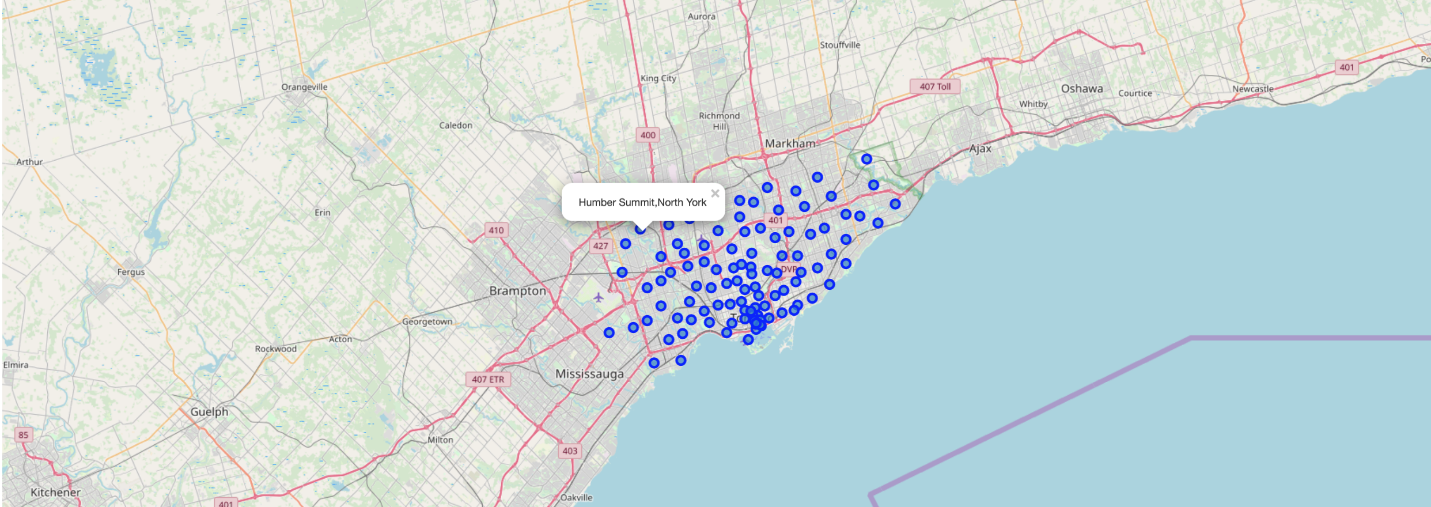 Aurora
Stouffville
King City
Orangeville
407 Toll
401
Oshawa
Courtice
Newcastle
Whitby
Richmond
Hill
Caledon
400
Markham
Ajax
Arthur
Humber Summit,North York
×
Erin
410
427
401
DVP
Fergus
Brampton
Georgetown
Acton
Rockwood
Elmira
Mississauga
407 ETR
Guelph
Milton
85
403
Kitchener
401
Oakville